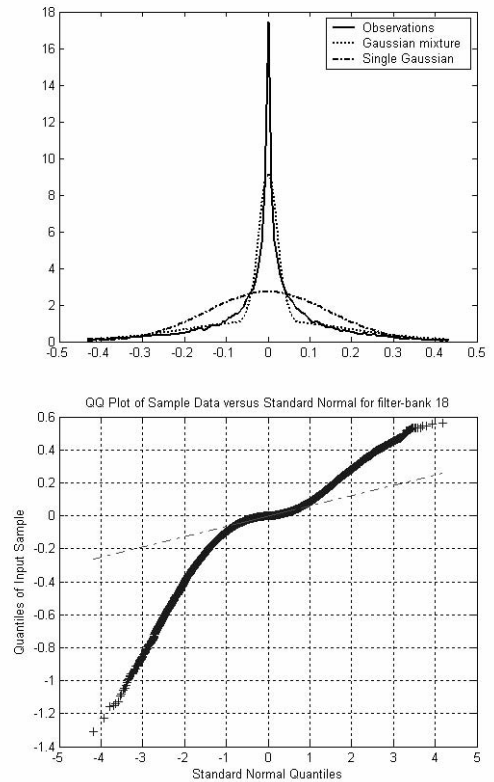 18
16
14
12
10
8
6
4
2
0
Observations
Gaussian mixture
Single Gaussian
-0.5 -0.4 -0.3 -0.2 -0.1 0 0.1 0.2 0.3 0.4 0.5
QQ Plot of Sample Data versus Standard Normal for filter-bank 18
0.6
0.4
0.2
0
-0.2
-0.4
-0.6
-0.8
-1
-1.2
-1.4
Quantiles of Input Sample
-5 -4 -3 -2 -1 0 1 2 3 4 5
Standard Normal Quantiles